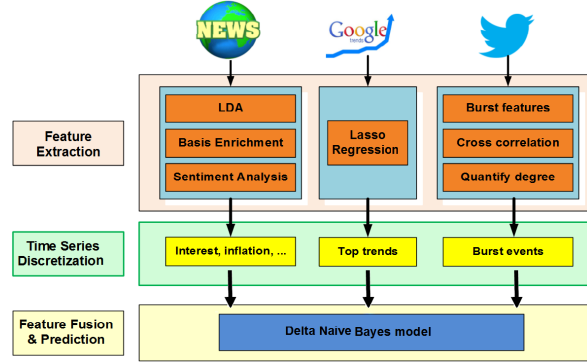 NEWS
Google
trends
Feature
Extraction
LDA
Basis Enrichment
Sentiment Analysis
Lasso
Regression
Burst features
Cross correlation
Quantify degree
Time Series
Discretization
Interest, inflation, ...
Top trends
Burst events
Feature Fusion
& Prediction
Delta Naive Bayes model